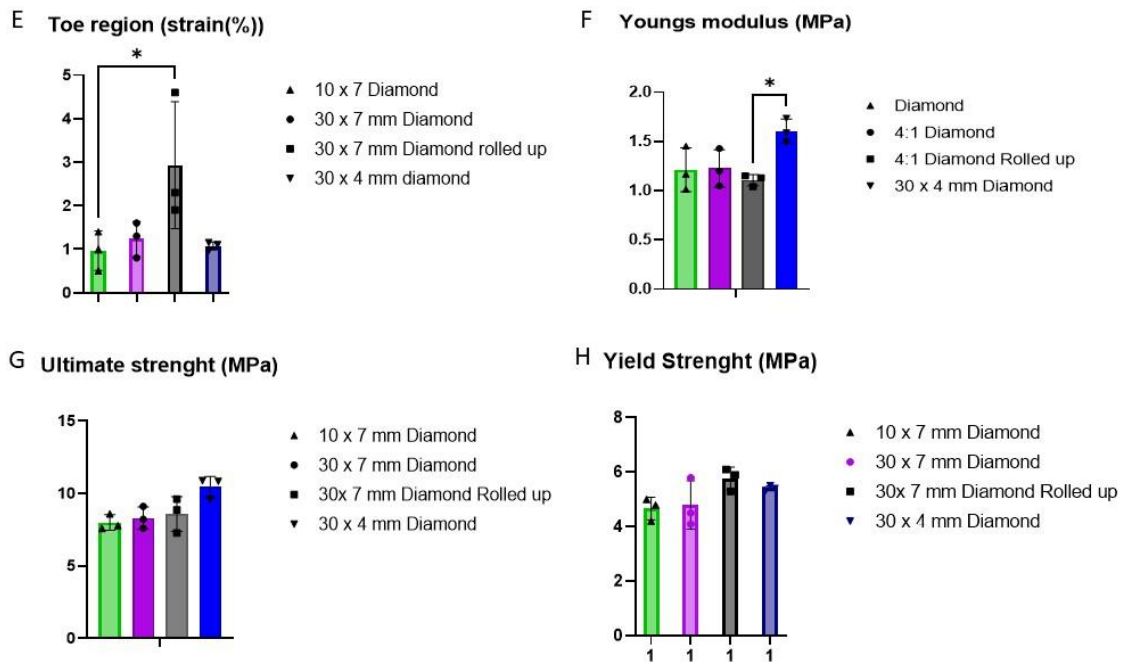 E Toe region (strain(%))
*
5
4
3
2
1
0
10 x 7 Diamond
30 x 7 mm Diamond
30 x 7 mm Diamond rolled up
30 x 4 mm diamond
F Youngs modulus (MPa)
*
2.0
1.5
1.0
0.5
0.0
Diamond
4:1 Diamond
4:1 Diamond Rolled up
30 x 4 mm Diamond
G Ultimate strenght (MPa)
15
10
5
0
10 x 7 mm Diamond
30 x 7 mm Diamond
30x 7 mm Diamond Rolled up
30 x 4 mm Diamond
H Yield Strenght (MPa)
8
6
4
2
0
1 1 1 1
10 x 7 mm Diamond
30 x 7 mm Diamond
30x 7 mm Diamond Rolled up
30 x 4 mm Diamond